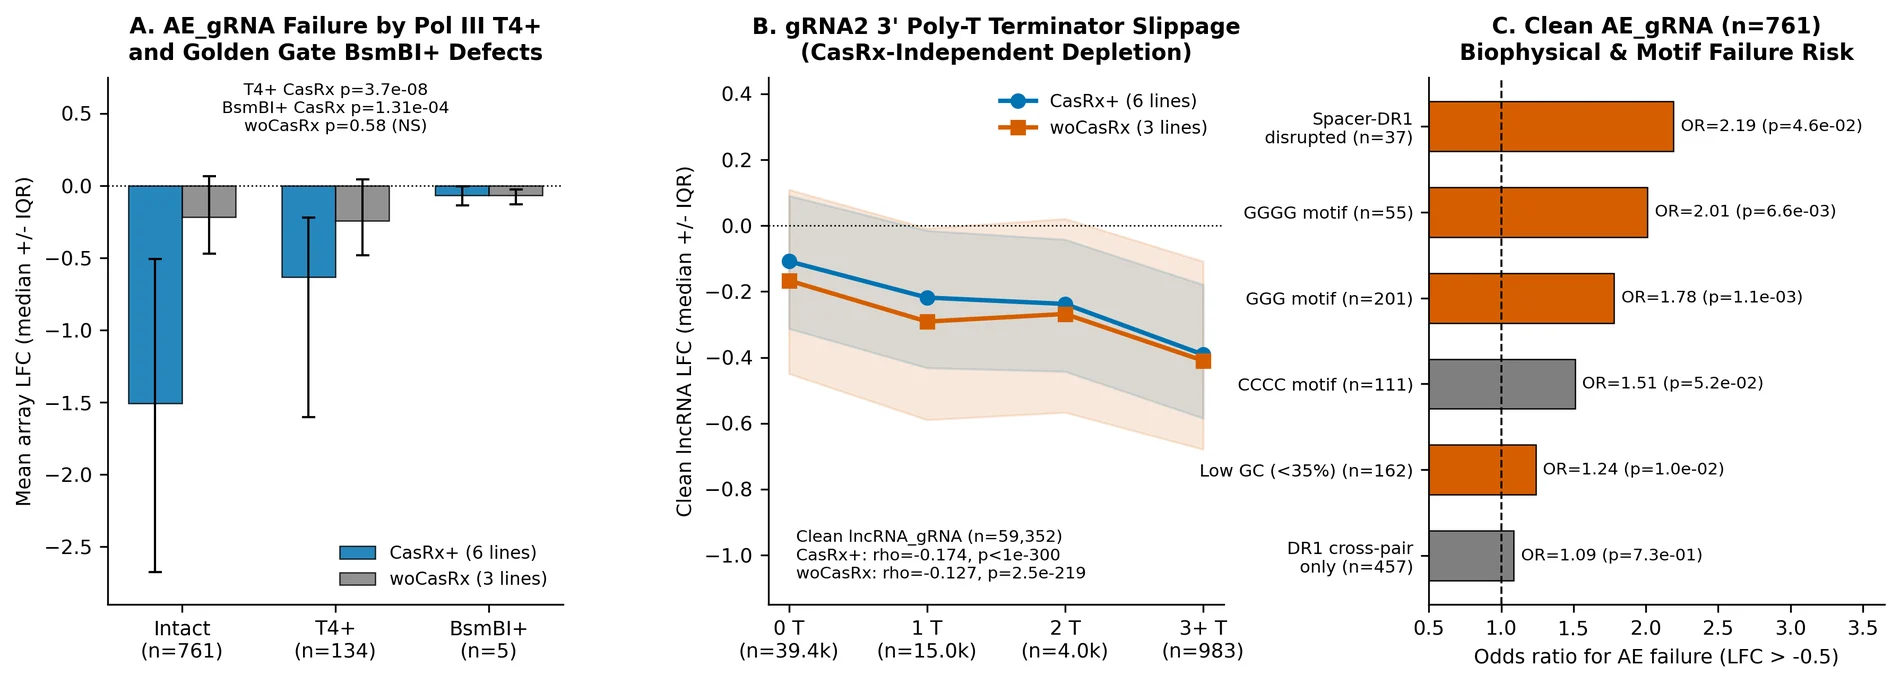 A. AE_gRNA Failure by Pol III T4+
and Golden Gate BsmBI+ Defects
T4+ CasRx p=3.7e-08
BsmBI+ CasRx p=1.31e-04
woCasRx p=0.58 (NS)
Mean array LFC (median +/- IQR)
0.5
0.0
−0.5
−1.0
−1.5
−2.0
−2.5
CasRx+ (6 lines)
woCasRx (3 lines)
Intact
(n=761)
T4+
(n=134)
BsmBI+
(n=5)
B. gRNA2 3' Poly-T Terminator Slippage
(CasRx-Independent Depletion)
Clean lncRNA LFC (median +/- IQR)
0.4
0.2
0.0
−0.2
−0.4
−0.6
−0.8
−1.0
CasRx+ (6 lines)
woCasRx (3 lines)
Clean lncRNA_gRNA (n=59,352)
CasRx+: rho=-0.174, p<1e-300
woCasRx: rho=-0.127, p=2.5e-219
0 T
(n=39.4k)
1 T
(n=15.0k)
2 T
(n=4.0k)
3+ T
(n=983)
C. Clean AE_gRNA (n=761)
Biophysical & Motif Failure Risk
Spacer-DR1
disrupted (n=37)
OR=2.19 (p=4.6e-02)
GGGG motif (n=55)
OR=2.01 (p=6.6e-03)
GGG motif (n=201)
OR=1.78 (p=1.1e-03)
CCCC motif (n=111)
OR=1.51 (p=5.2e-02)
Low GC (<35%) (n=162)
OR=1.24 (p=1.0e-02)
DR1 cross-pair
only (n=457)
OR=1.09 (p=7.3e-01)
0.5
1.0
1.5
2.0
2.5
3.0
3.5
Odds ratio for AE failure (LFC > -0.5)